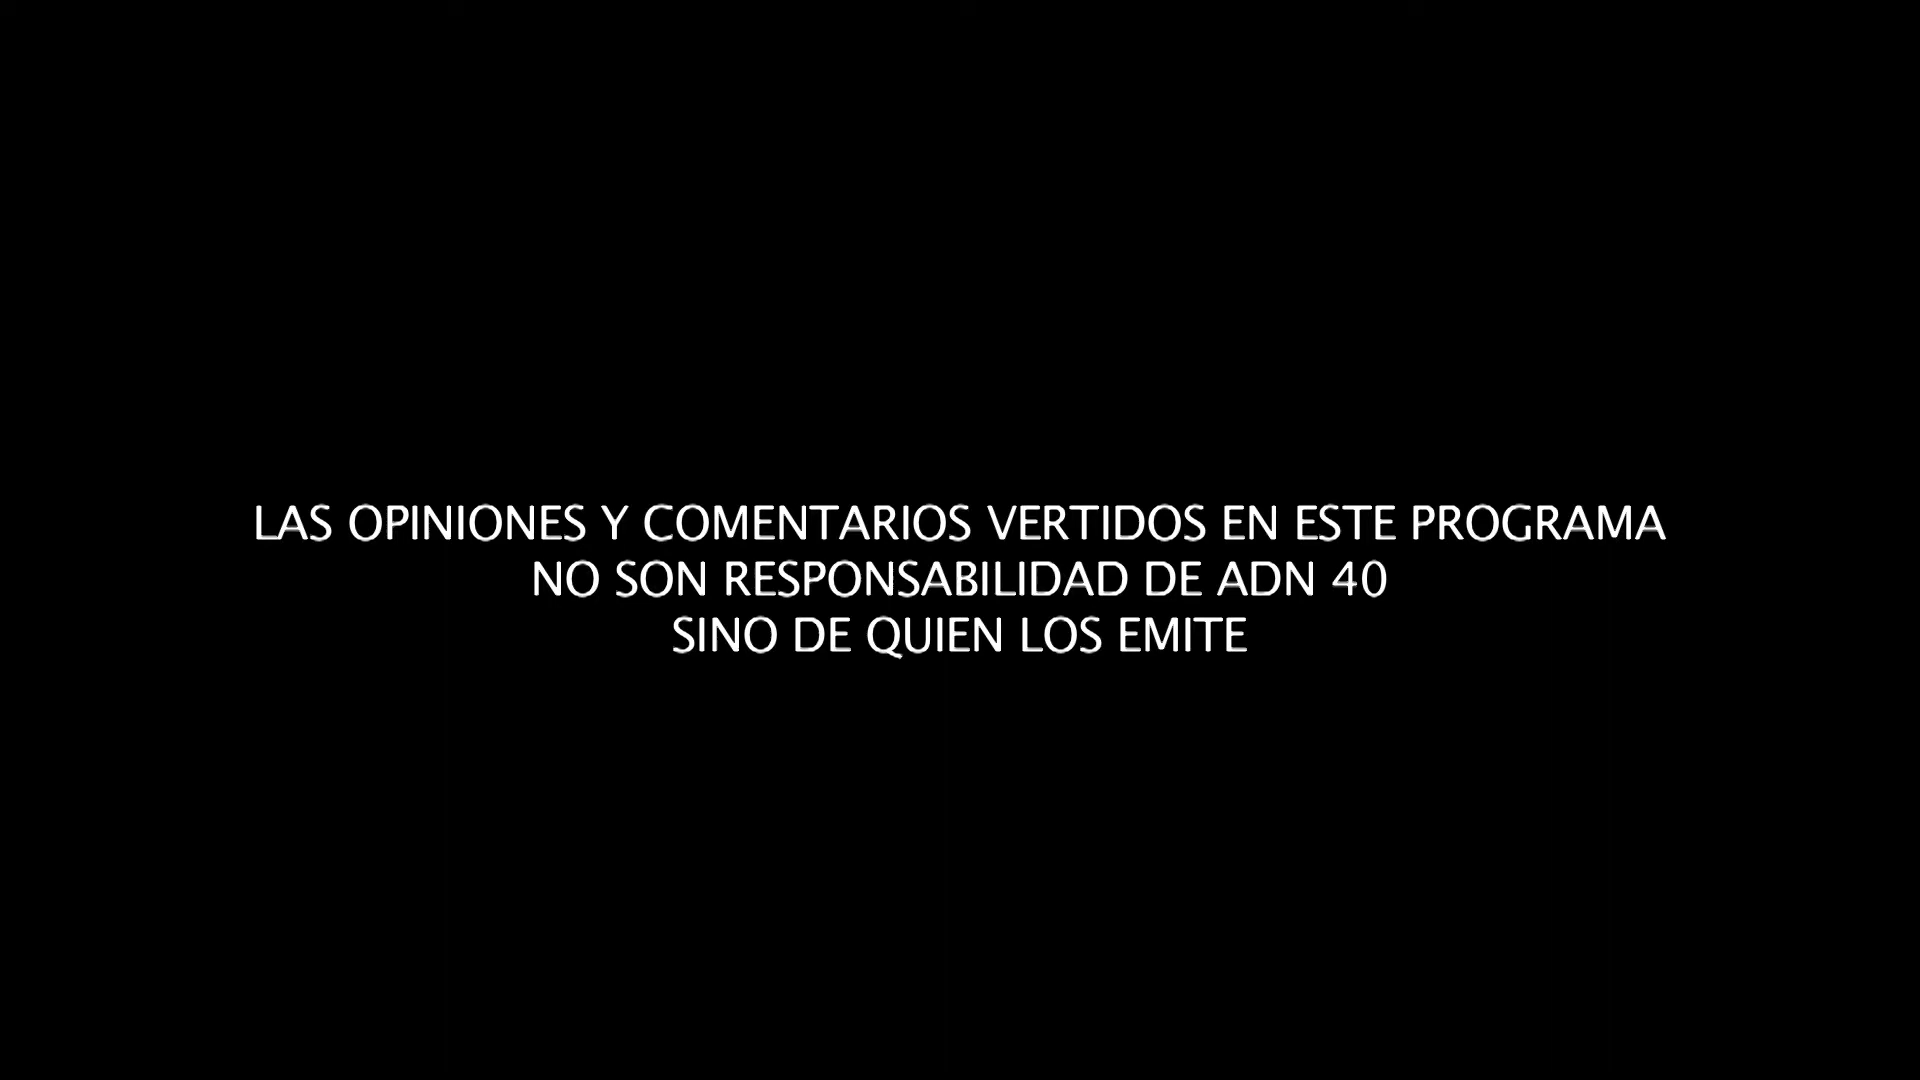 LAS OPINIONES Y COMENTARIOS VERTIDOS EN ESTE PROGRAMA
NO SON RESPONSABILIDAD DE ADN 40
SINO DE QUIEN LOS EMITE